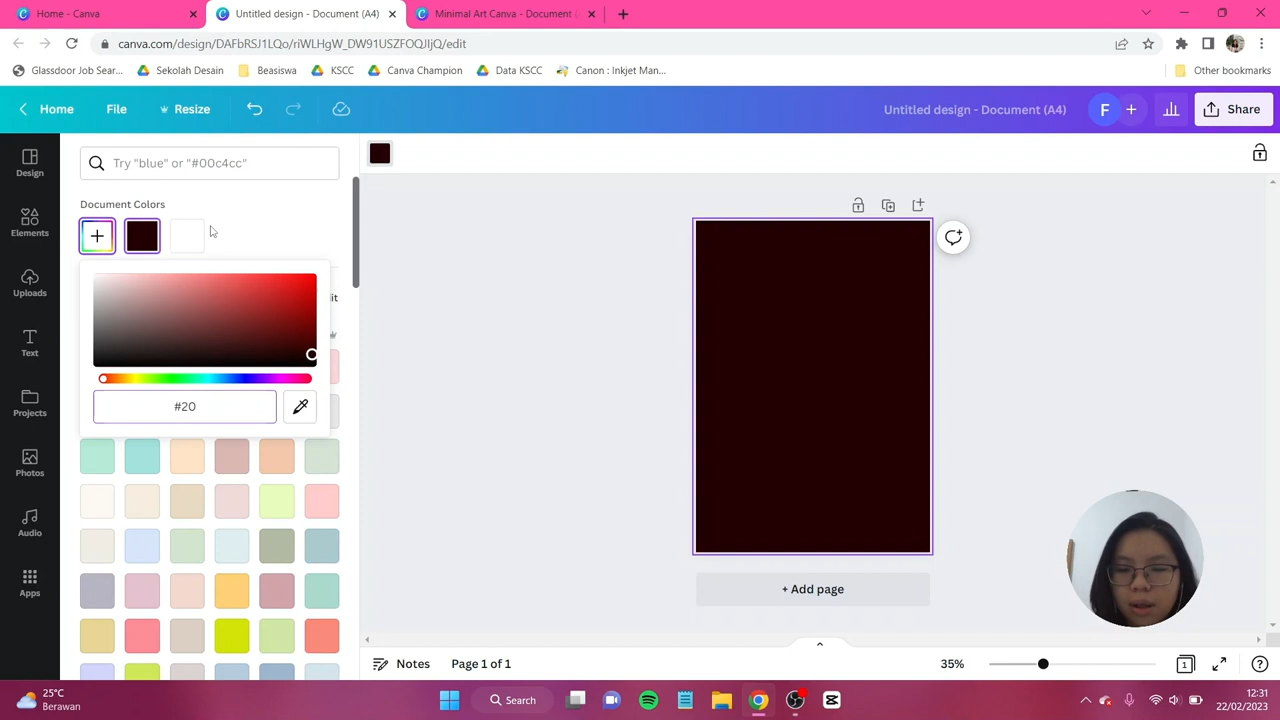 Home - Canva
Untitled design - Document (A4)
Minimal Art Canva - Document (
canva.com/design/DAFbRSJ1LQo/riWLHgW_DW91USZFOQJIjQ/edit
Glassdoor Job Sear...
Sekolah Desain
Beasiswa
KSCC
Canva Champion
Data KSCC
Canon : Inkjet Man...
Other bookmarks
Home
File
Resize
Untitled design - Document (A4)
F
Share
Design
Elements
Uploads
Text
Projects
Photos
Audio
Apps
Try "blue" or "#00c4cc"
Document Colors
it
#20
+ Add page
Notes
Page 1 of 1
35%
1
25°C
Berawan
Search
12:31
22/02/2023